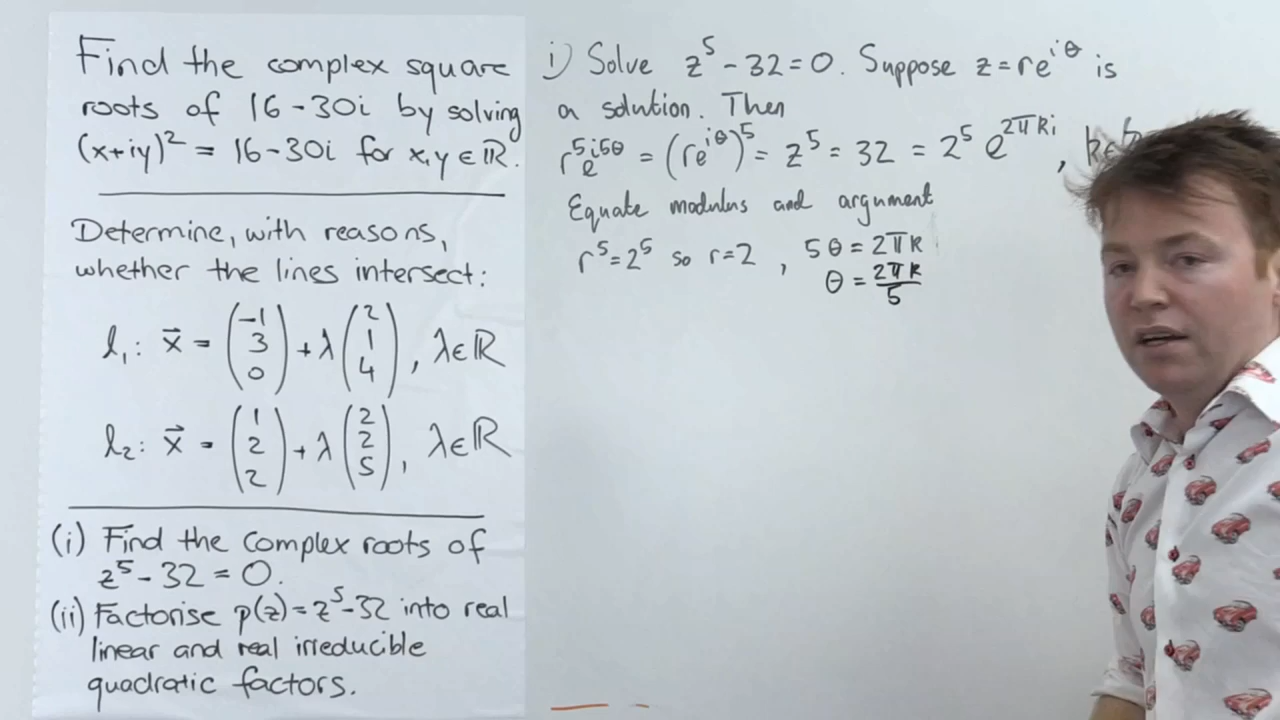 Find the complex square
roots of 16-30i by solving
(x+iy)² = 16-30i for x,y ∈ ℝ.
Determine, with reasons,
whether the lines intersect:
l₁: x⃗ = (-1 3 0) + λ (2 1 4), λ∈ℝ
l₂: x⃗ = (1 2 2) + λ (2 2 5), λ∈ℝ
(i) Find the complex roots of
z⁵ - 32 = 0.
(ii) Factorise p(z) = z⁵-32 into real
linear and real irreducible
quadratic factors.
i) Solve z⁵ - 32 = 0. Suppose z = re^{iθ} is
a solution. Then
r⁵e^{i5θ} = (re^{iθ})⁵ = z⁵ = 32 = 2⁵ e^{2πki},
Equate modulus and argument
r⁵ = 2⁵ so r = 2, 5θ = 2πk
θ = 2πk/5